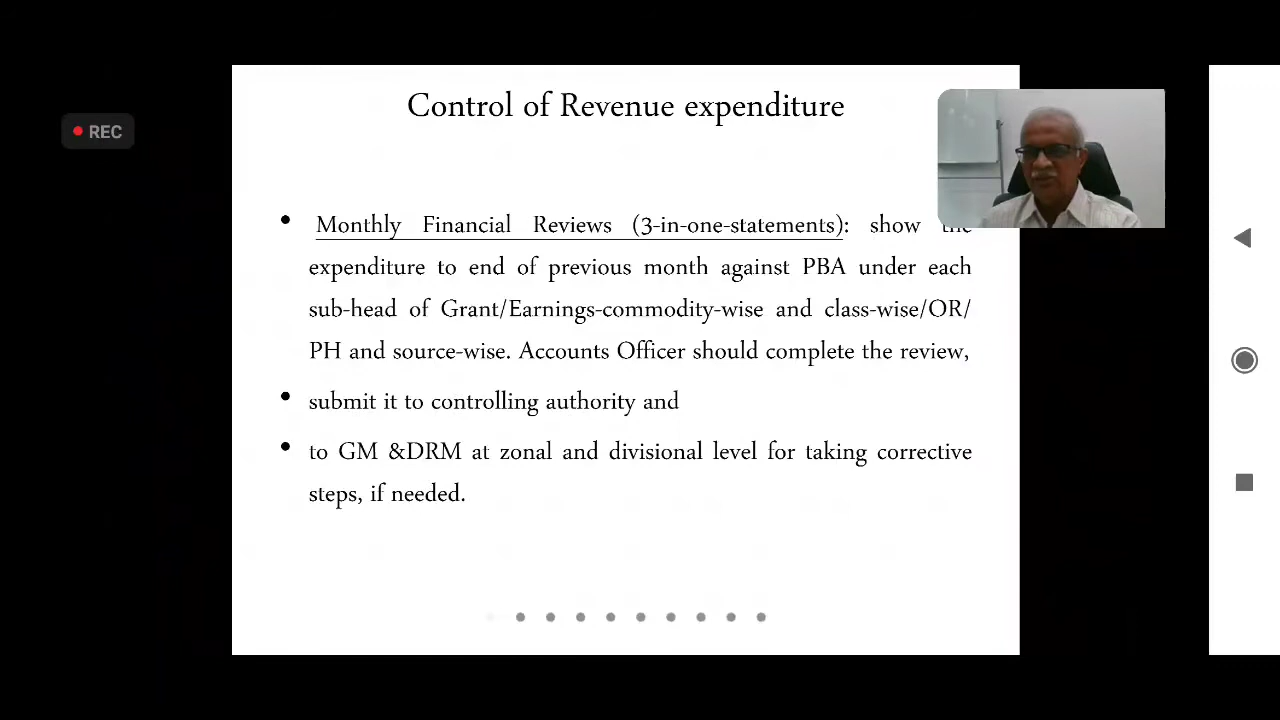 Control of Revenue expenditure
REC
• Monthly Financial Reviews (3-in-one-statements): show the
expenditure to end of previous month against PBA under each
sub-head of Grant/Earnings-commodity-wise and class-wise/OR/
PH and source-wise. Accounts Officer should complete the review,
• submit it to controlling authority and
• to GM &DRM at zonal and divisional level for taking corrective
steps, if needed.